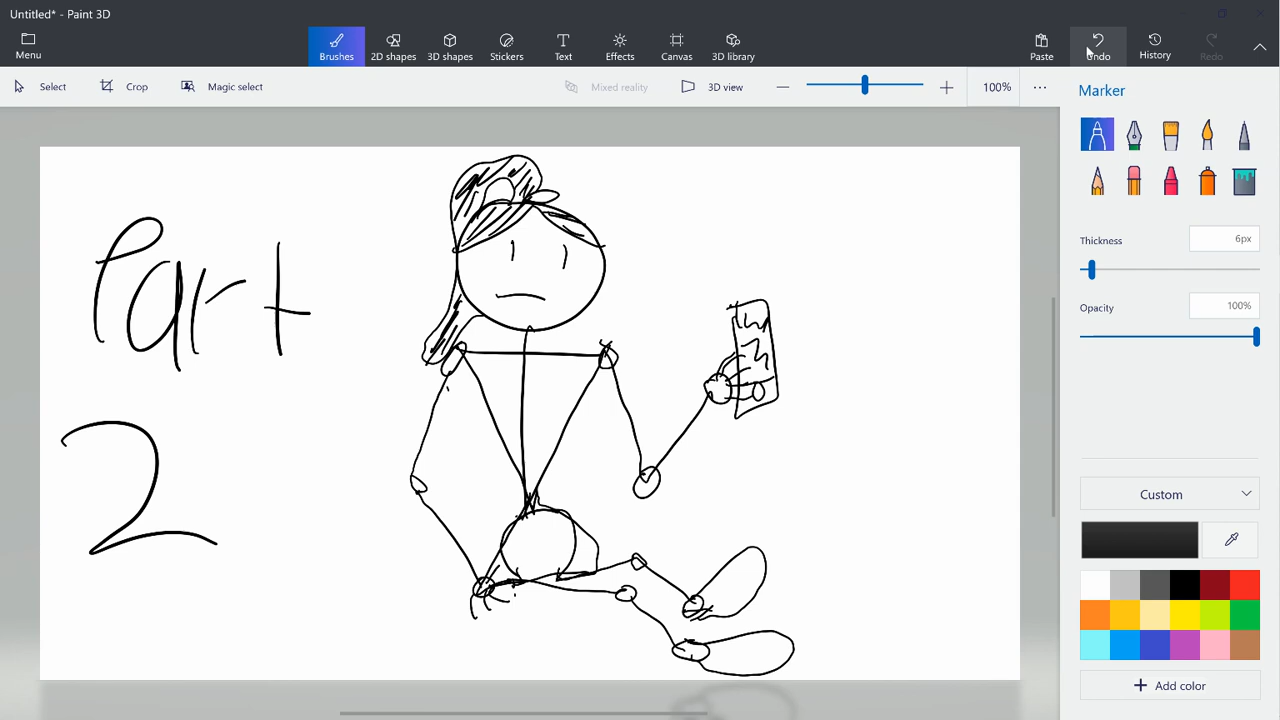 Untitled* - Paint 3D
Menu
Brushes
2D shapes
3D shapes
Stickers
Text
Effects
Canvas
3D library
Paste
Undo
History
Redo
Select
Crop
Magic select
Mixed reality
3D view
100%
Marker
Thickness
6px
Opacity
100%
Custom
Add color
Part
2